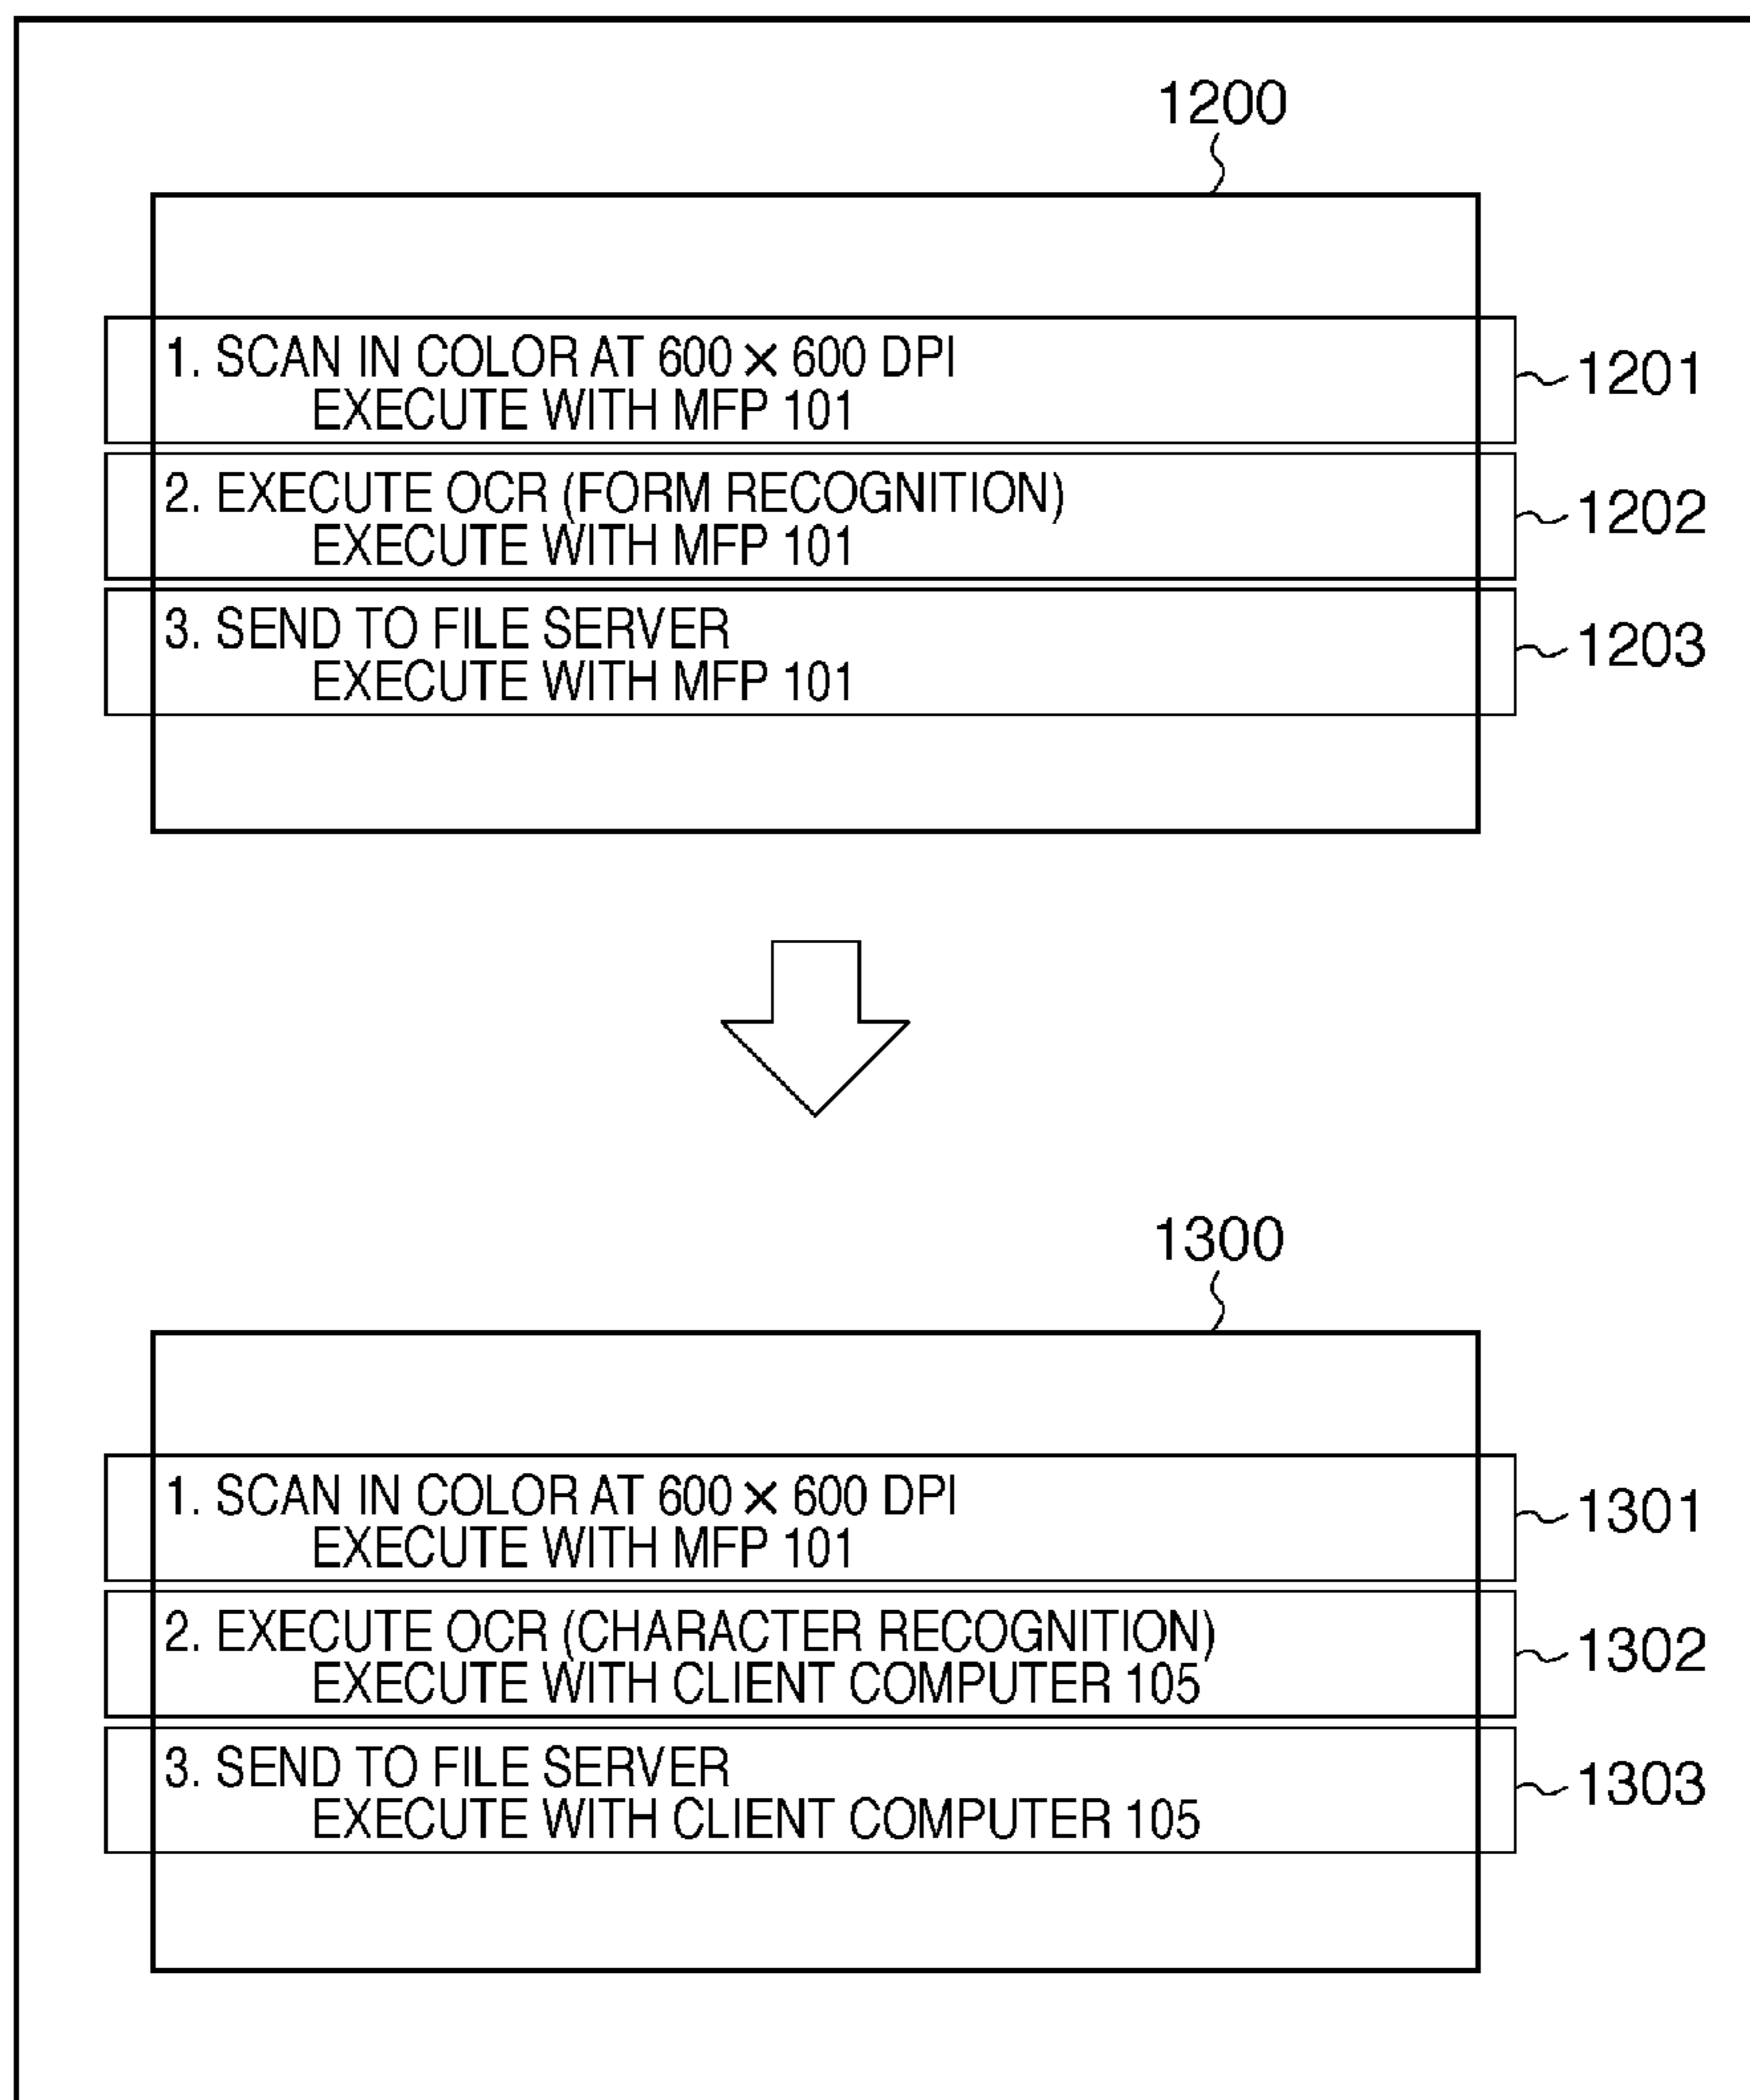 1200
1. SCAN IN COLOR AT 600 × 600 DPI
EXECUTE WITH MFP 101
1201
2. EXECUTE OCR (FORM RECOGNITION)
EXECUTE WITH MFP 101
1202
3. SEND TO FILE SERVER
EXECUTE WITH MFP 101
1203
1300
1. SCAN IN COLOR AT 600 × 600 DPI
EXECUTE WITH MFP 101
1301
2. EXECUTE OCR (CHARACTER RECOGNITION)
EXECUTE WITH CLIENT COMPUTER 105
1302
3. SEND TO FILE SERVER
EXECUTE WITH CLIENT COMPUTER 105
1303